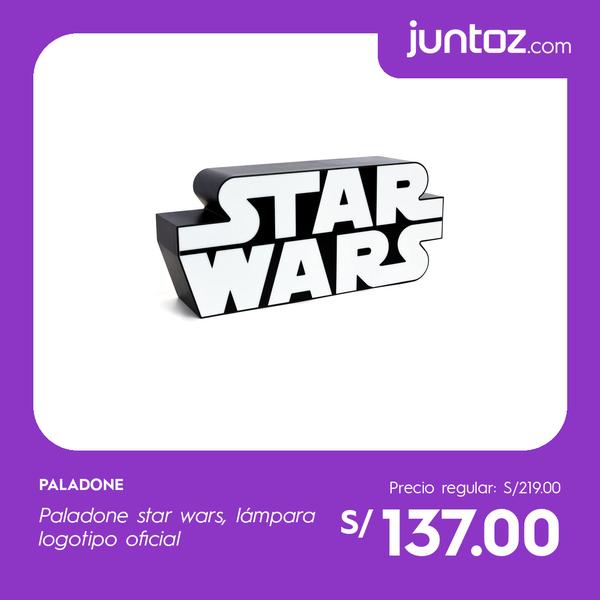 juntoz.com
STAR
WARS
PALADONE
Paladone star wars, lámpara
logotipo oficial
Precio regular: S/219.00
S/137.00